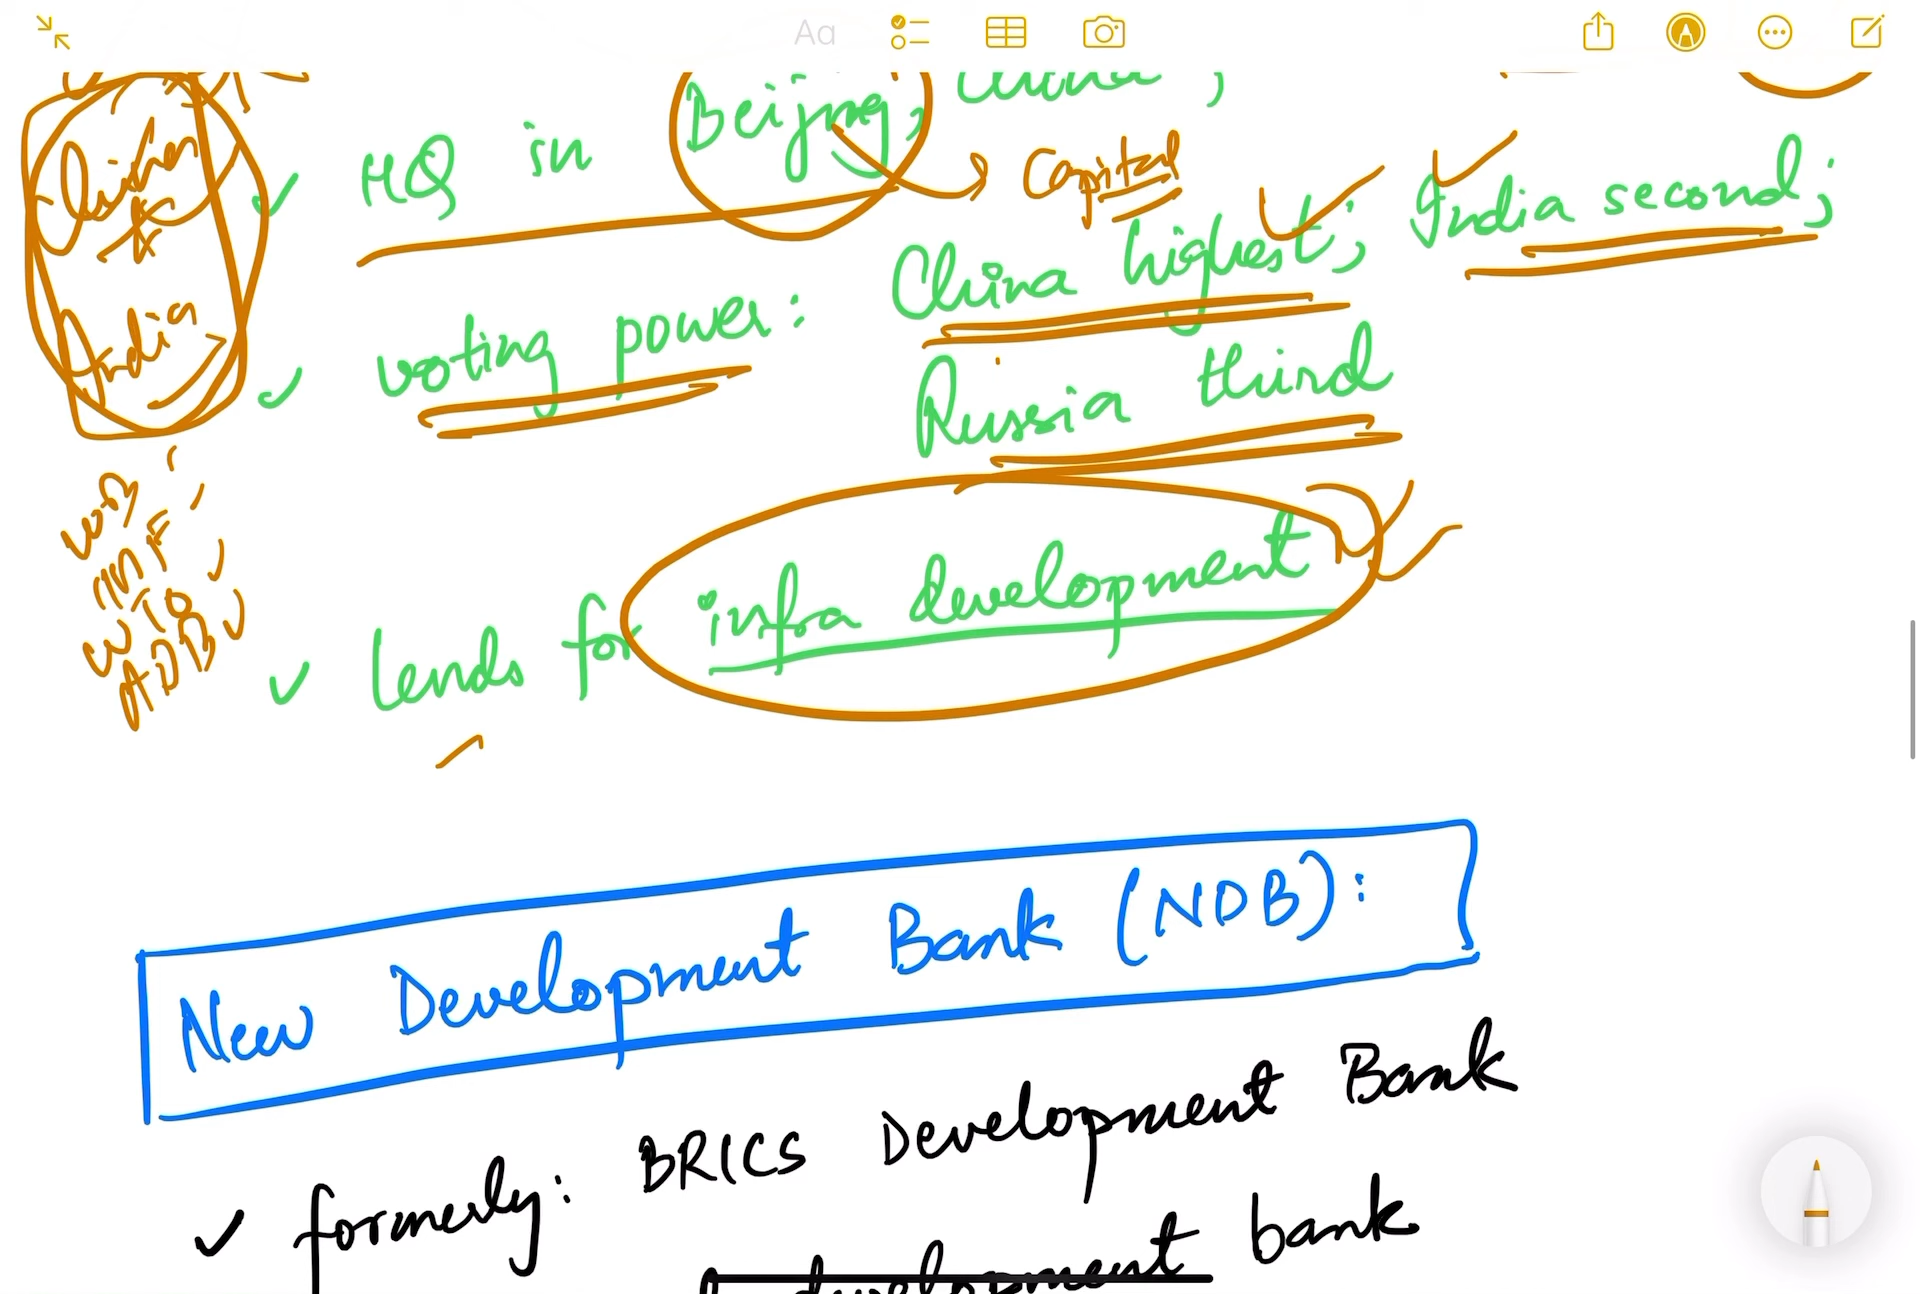 Aa
HQ in Beijing, China;
Capital
China
India
voting power: China highest; India second;
Russia third
WB
IMF
WTO
ADB
lends for infra development
New Development Bank (NDB):
formerly: BRICS Development Bank
development bank